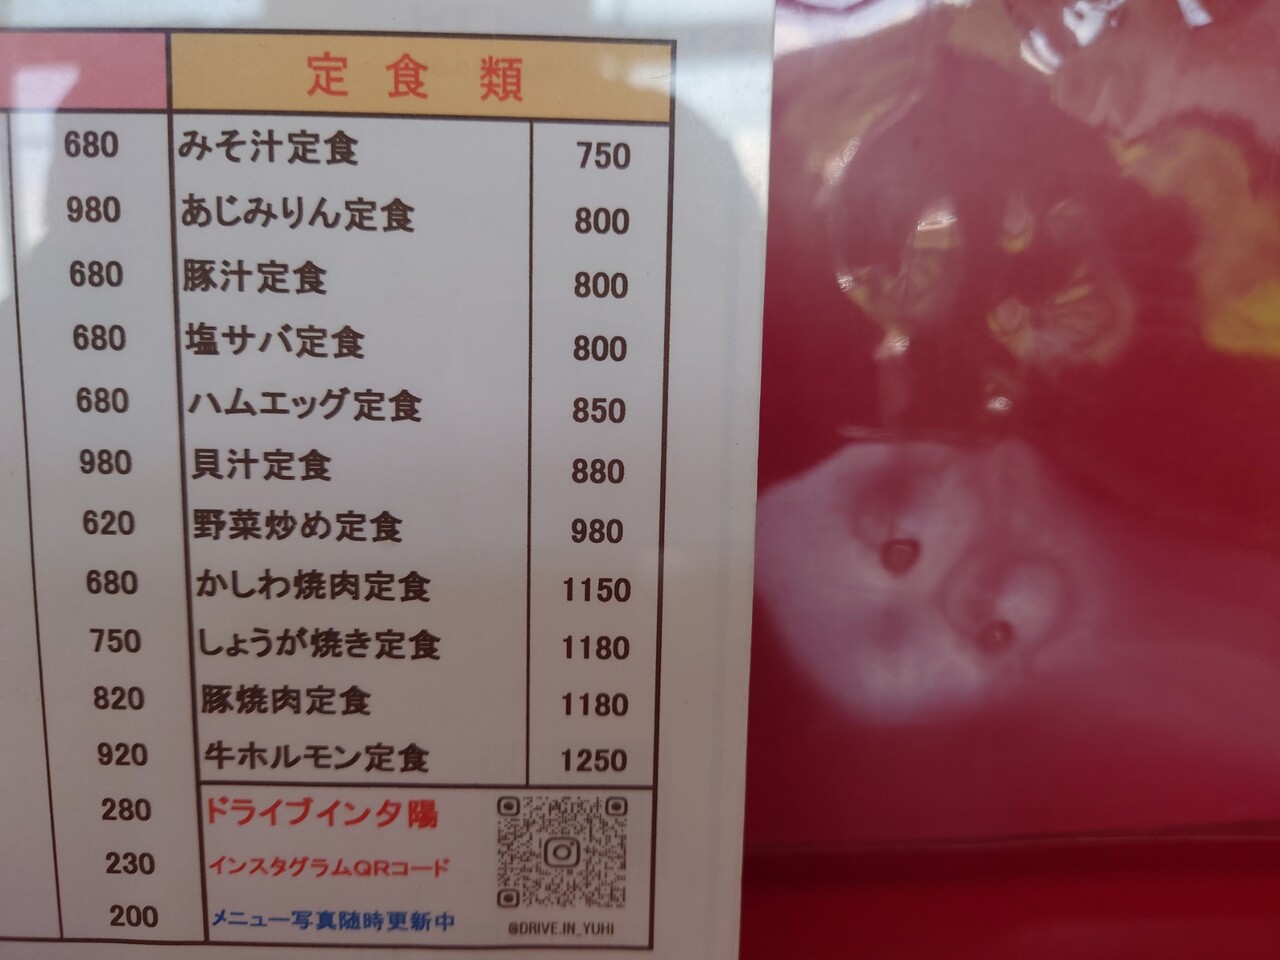 定食類
680 みそ汁定食 750
980 あじみりん定食 800
680 豚汁定食 800
680 塩サバ定食 800
680 ハムエッグ定食 850
980 貝汁定食 880
620 野菜炒め定食 980
680 かしわ焼肉定食 1150
750 しょうが焼き定食 1180
820 豚焼肉定食 1180
920 牛ホルモン定食 1250
280 ドライブインタ陽
230 インスタグラムQRコード
200 メニュー写真随時更新中
@DRIVE.IN_YUHI